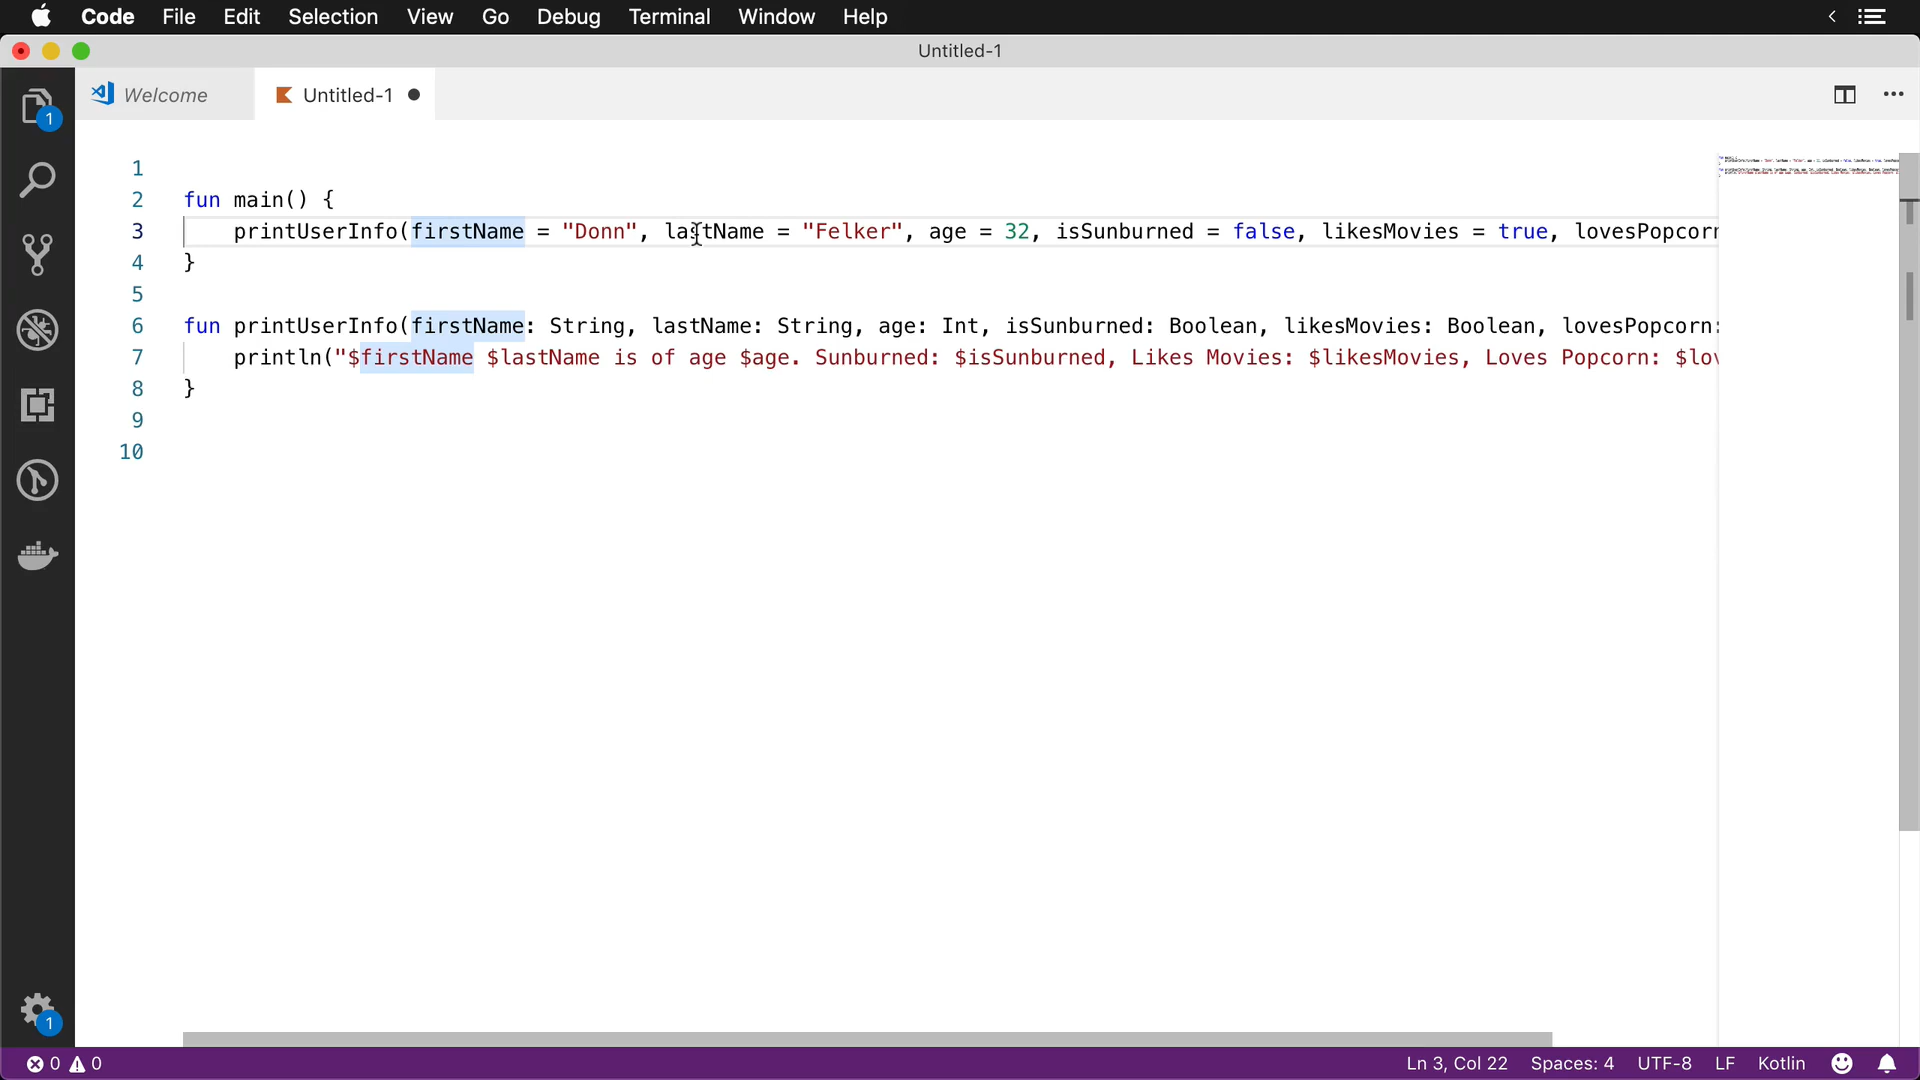 Code File Edit Selection View Go Debug Terminal Window Help
Untitled-1
Welcome Untitled-1
1
1
2 fun main() {
3 printUserInfo(firstName = "Donn", lastName = "Felker", age = 32, isSunburned = false, likesMovies = true, lovesPopcorn
4 }
5
6 fun printUserInfo(firstName: String, lastName: String, age: Int, isSunburned: Boolean, likesMovies: Boolean, lovesPopcorn:
7 println("$firstName $lastName is of age $age. Sunburned: $isSunburned, Likes Movies: $likesMovies, Loves Popcorn: $lov
8 }
9
10
1
0 0 Ln 3, Col 22 Spaces: 4 UTF-8 LF Kotlin